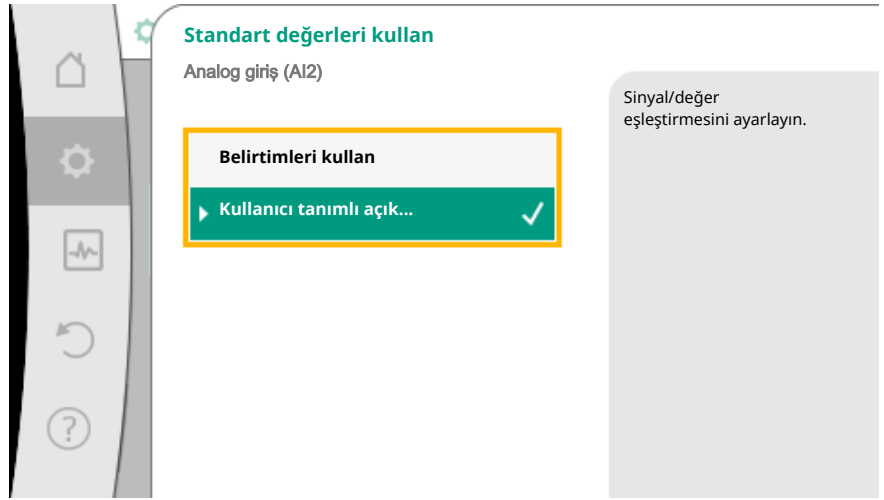 Standart değerleri kullan
Analog giriş (AI2)
Belirtimleri kullan
Kullanıcı tanımlı açık...
Sinyal/değer
eşleştirmesini ayarlayın.
?